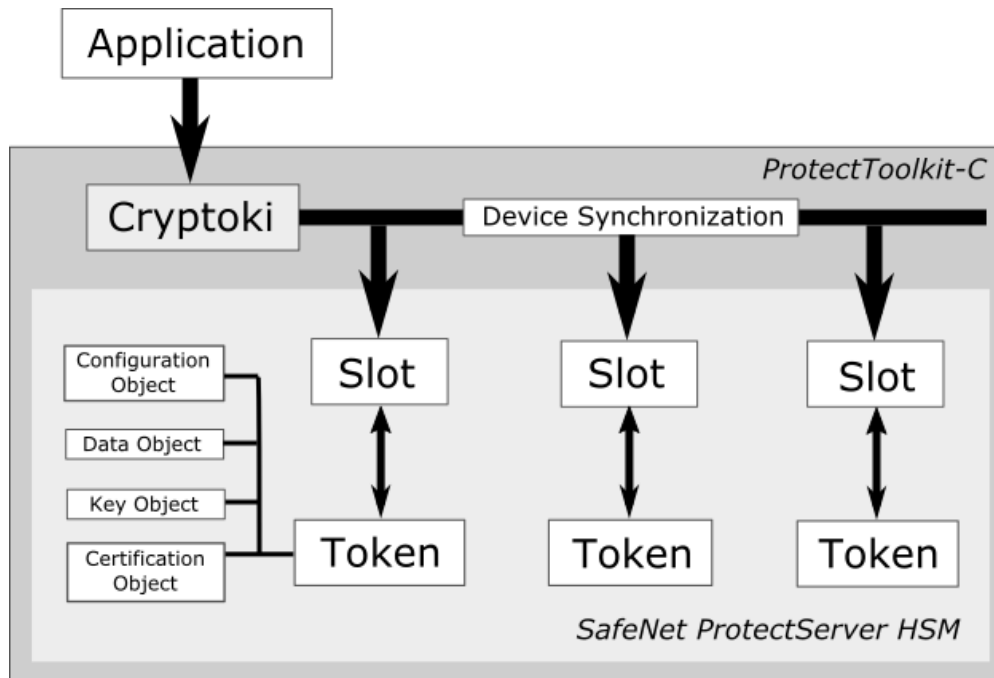 Application
ProtectToolkit-C
Cryptoki
Device Synchronization
Slot
Slot
Slot
Configuration
Object
Data Object
Key Object
Certification
Object
Token
Token
Token
SafeNet ProtectServer HSM